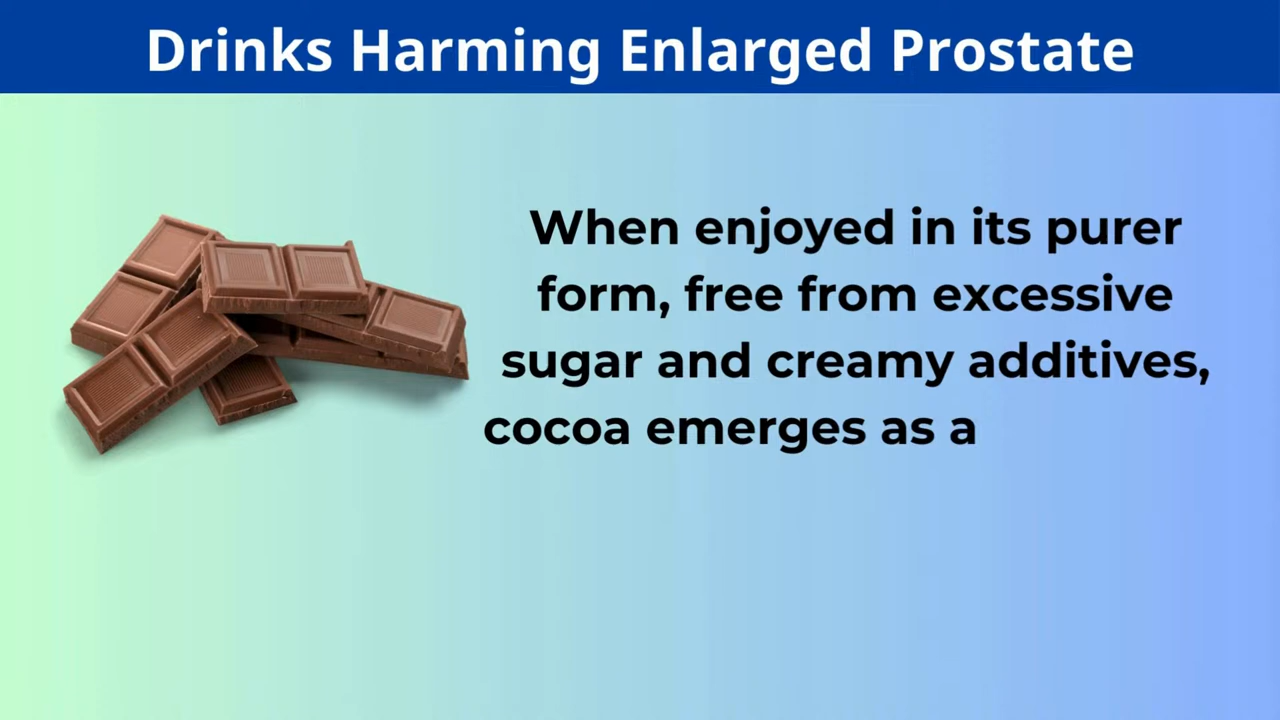 Drinks Harming Enlarged Prostate
When enjoyed in its purer
form, free from excessive
sugar and creamy additives,
cocoa emerges as a